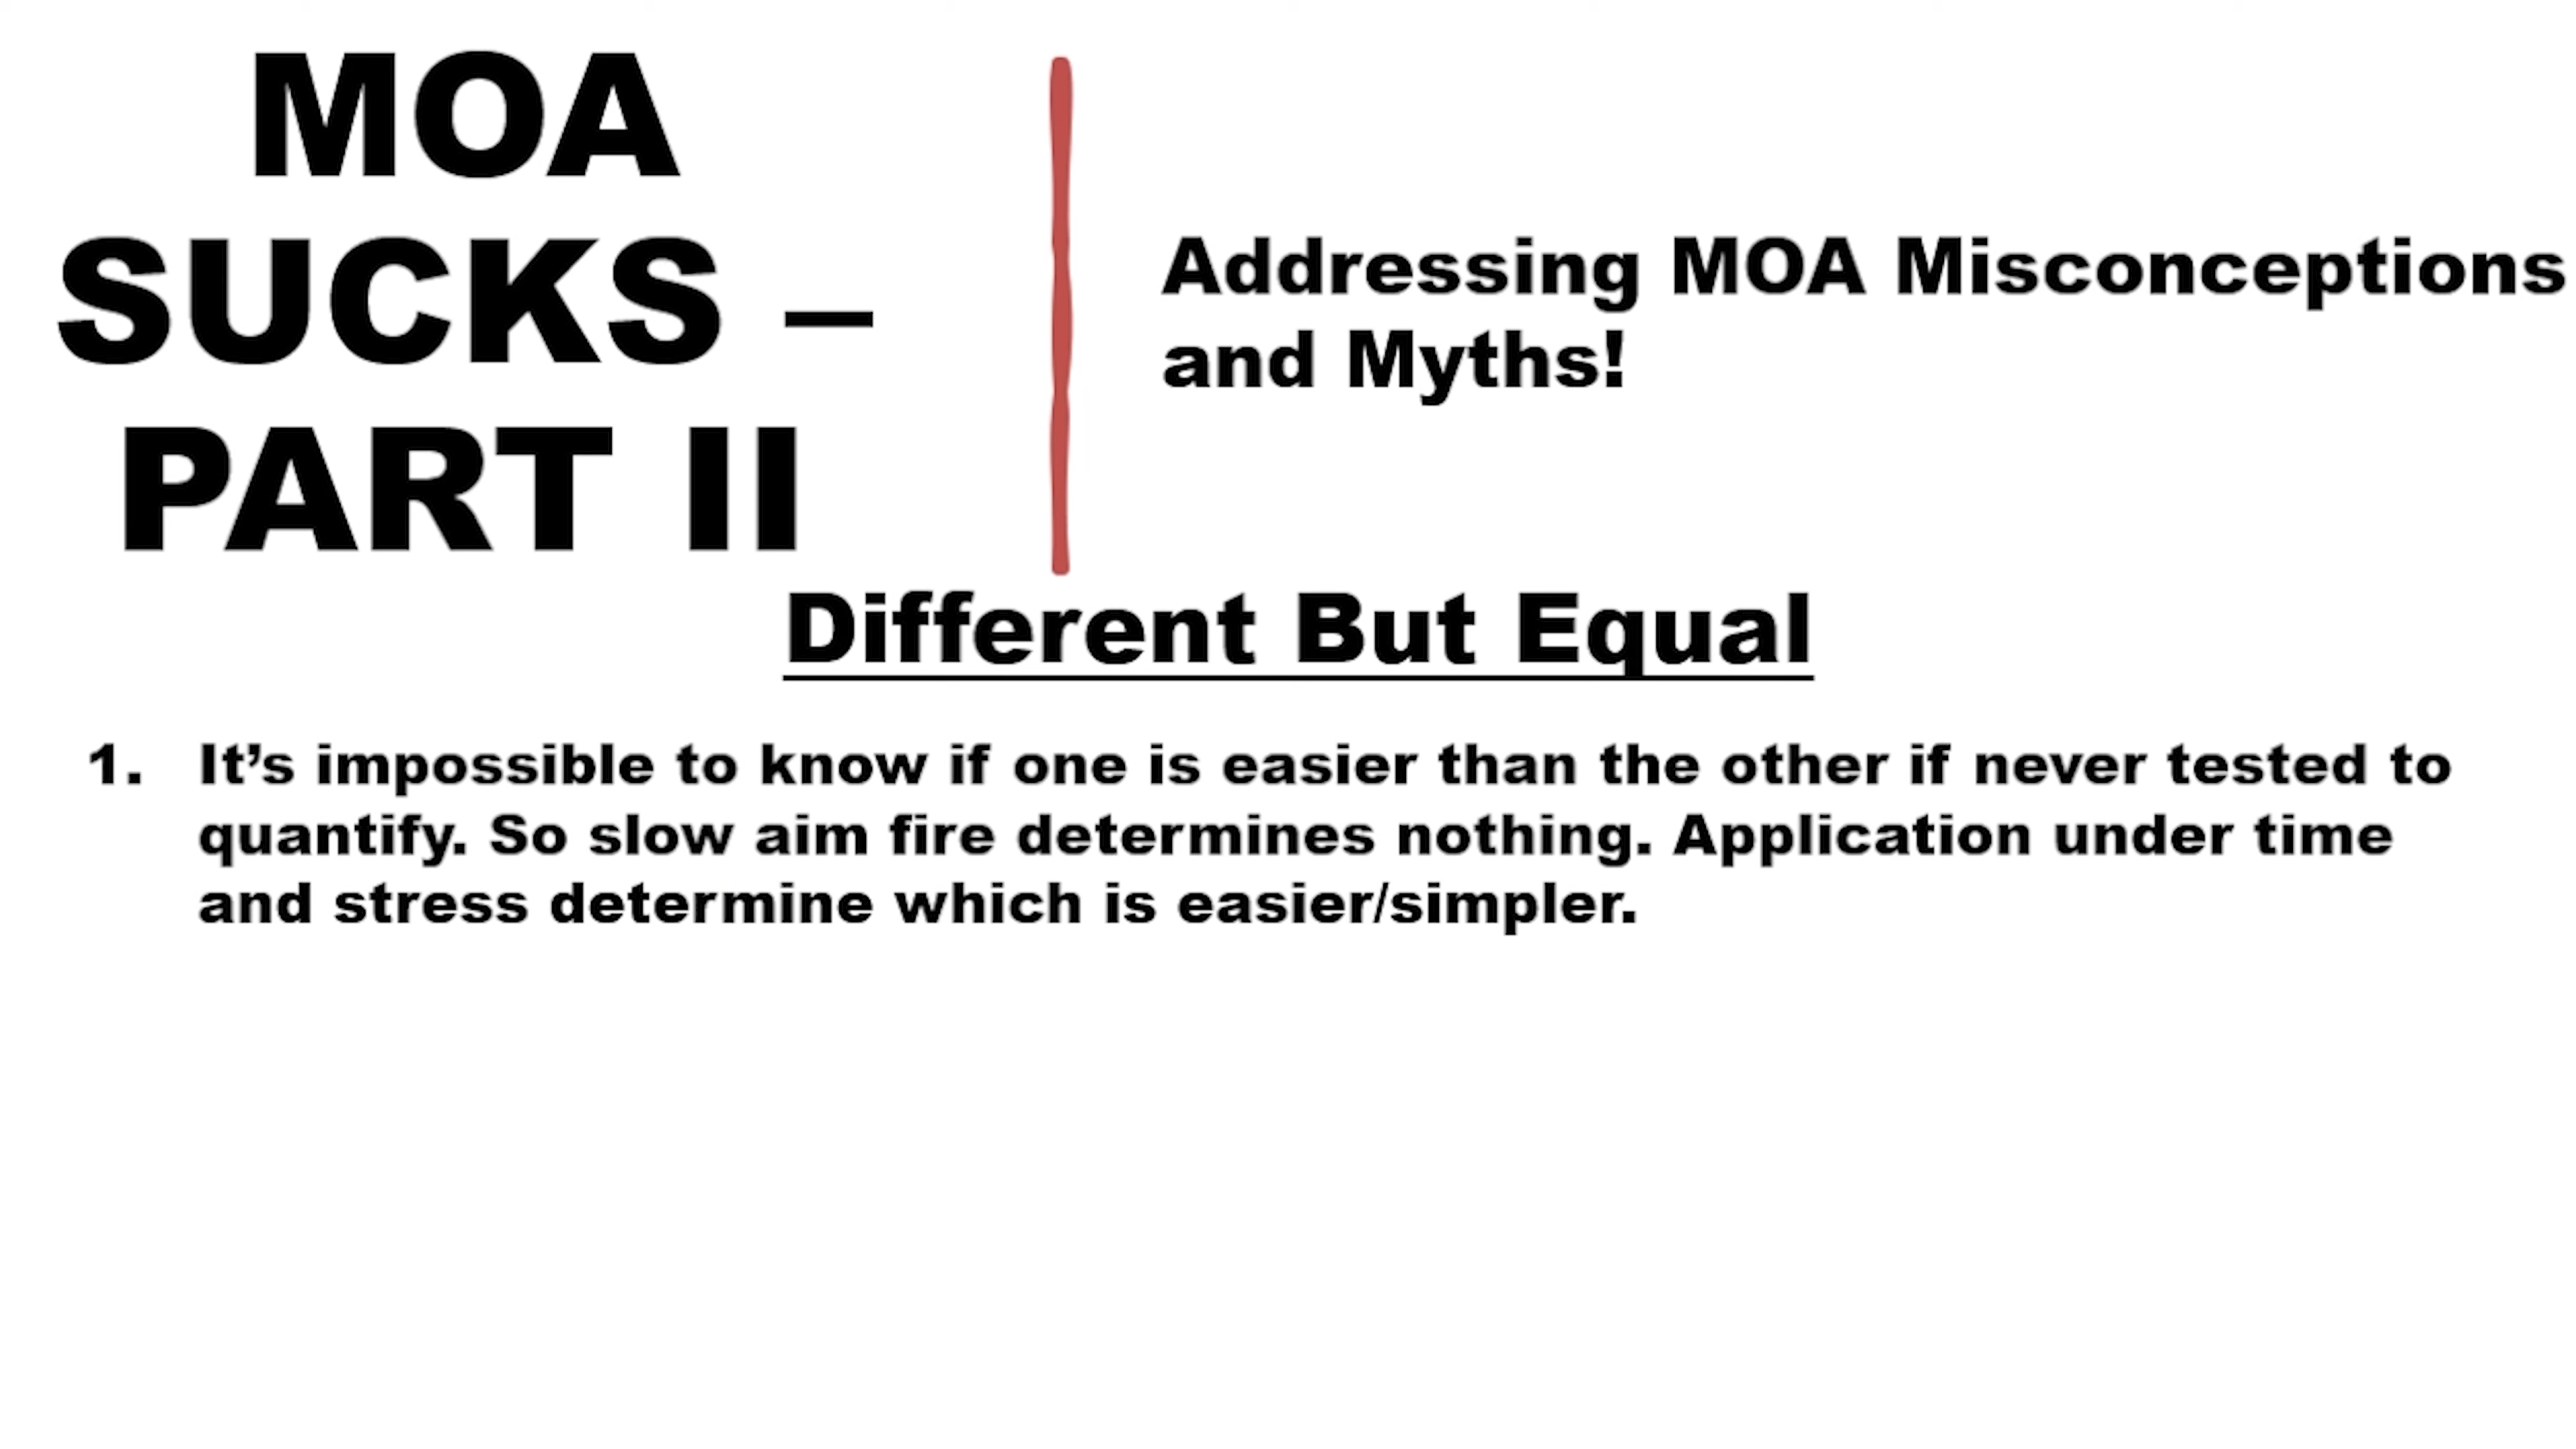 MOA
SUCKS –
PART II
Addressing MOA Misconceptions
and Myths!
Different But Equal
1. It’s impossible to know if one is easier than the other if never tested to
quantify. So slow aim fire determines nothing. Application under time
and stress determine which is easier/simpler.